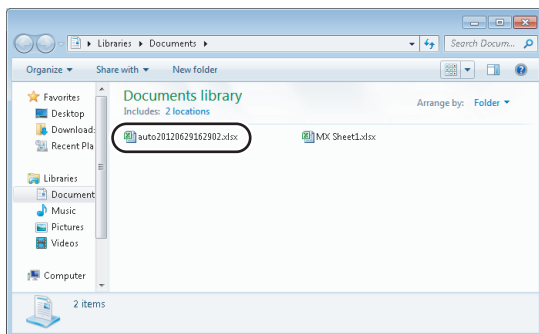 Libraries ▸ Documents ▸
Search Docum...
Organize ▾ Share with ▾ New folder
Favorites
Desktop
Download:
Recent Pla
Libraries
Document
Music
Pictures
Videos
Computer
Documents library
Includes: 2 locations
Arrange by: Folder ▾
auto20120629162902.xlsx
MX Sheet1.xlsx
2 items